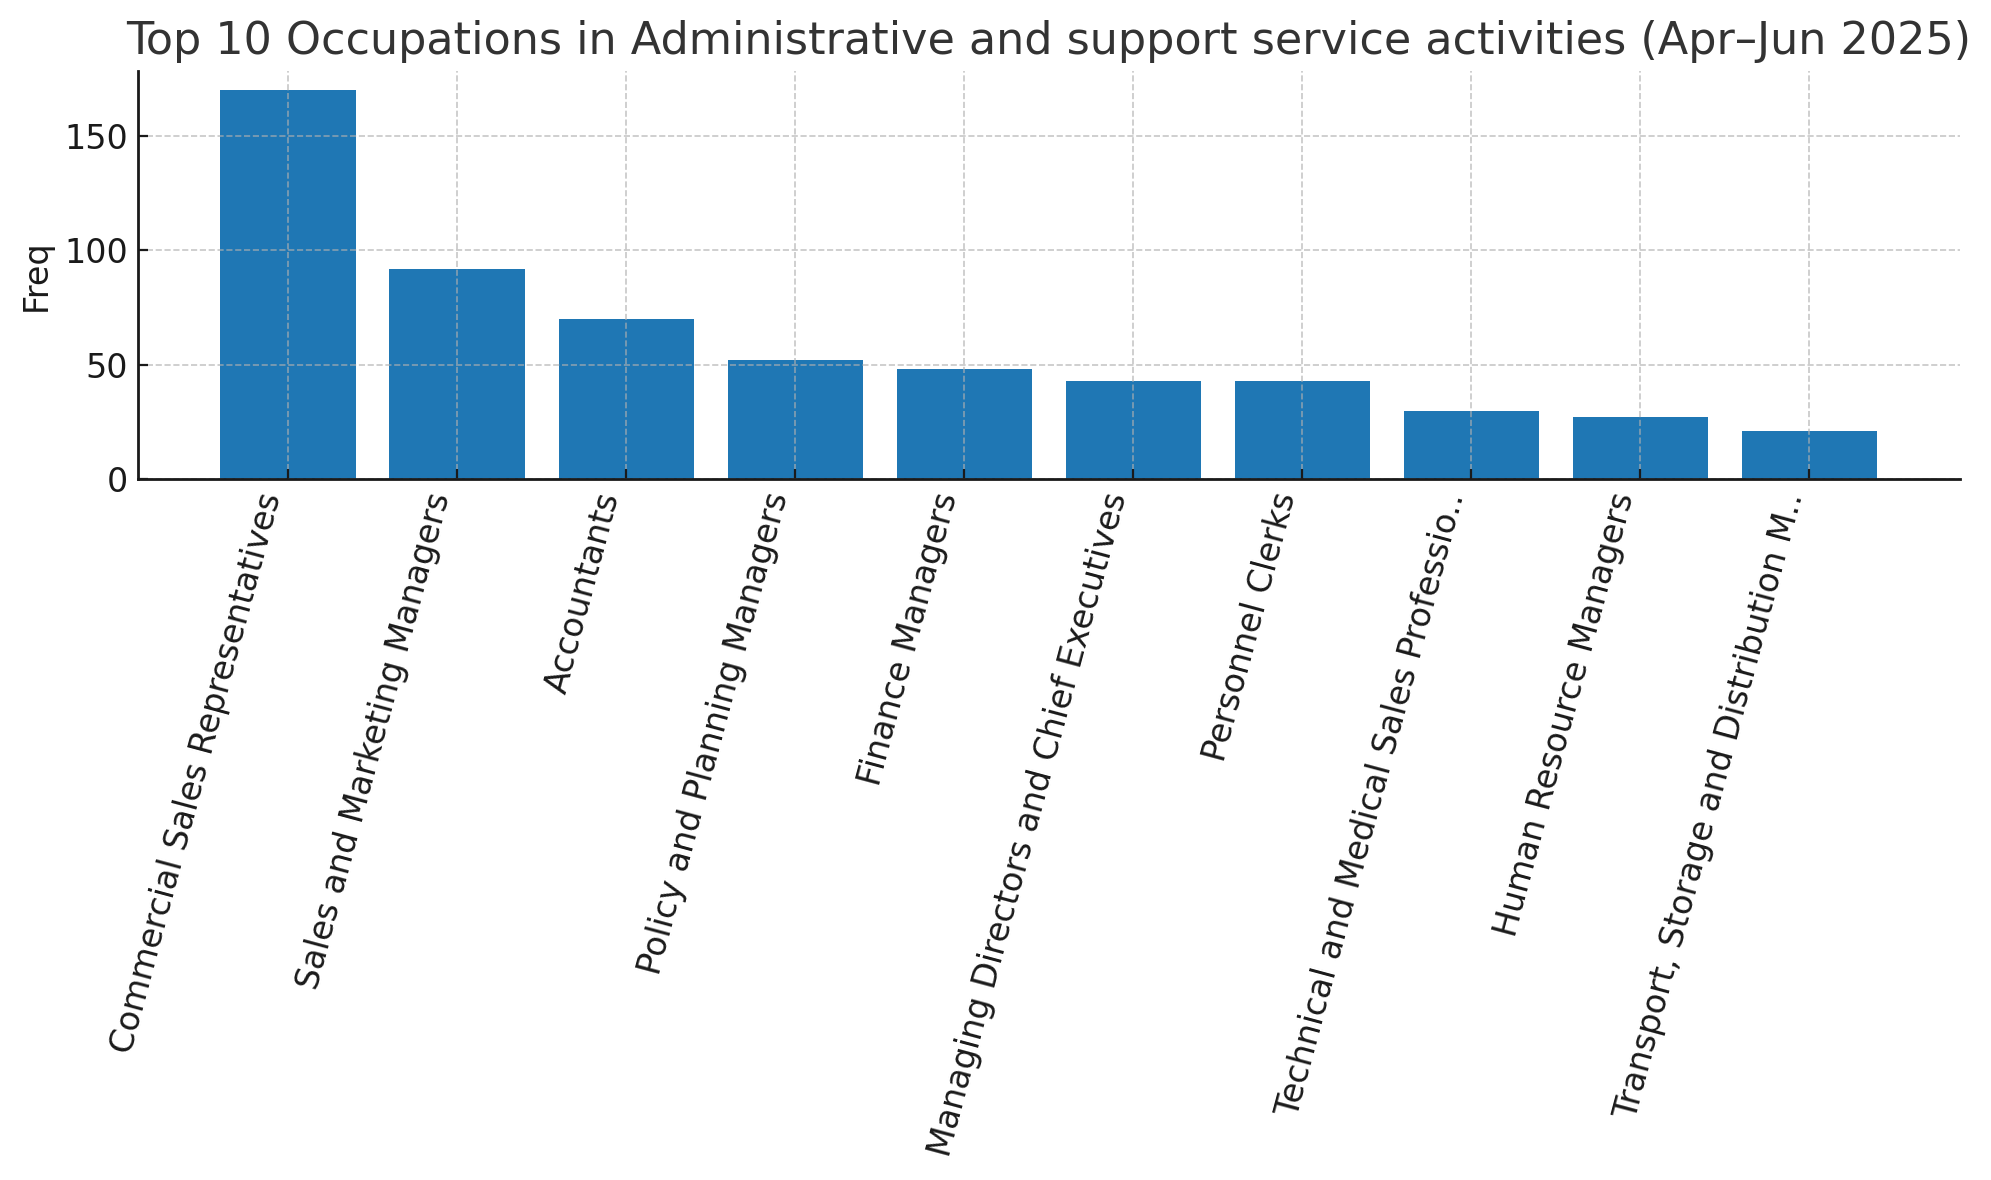 Top 10 Occupations in Administrative and support service activities (Apr–Jun 2025)
Freq
150
100
50
0
Commercial Sales Representatives
Sales and Marketing Managers
Accountants
Policy and Planning Managers
Finance Managers
Managing Directors and Chief Executives
Personnel Clerks
Technical and Medical Sales Professio..
Human Resource Managers
Transport, Storage and Distribution M..